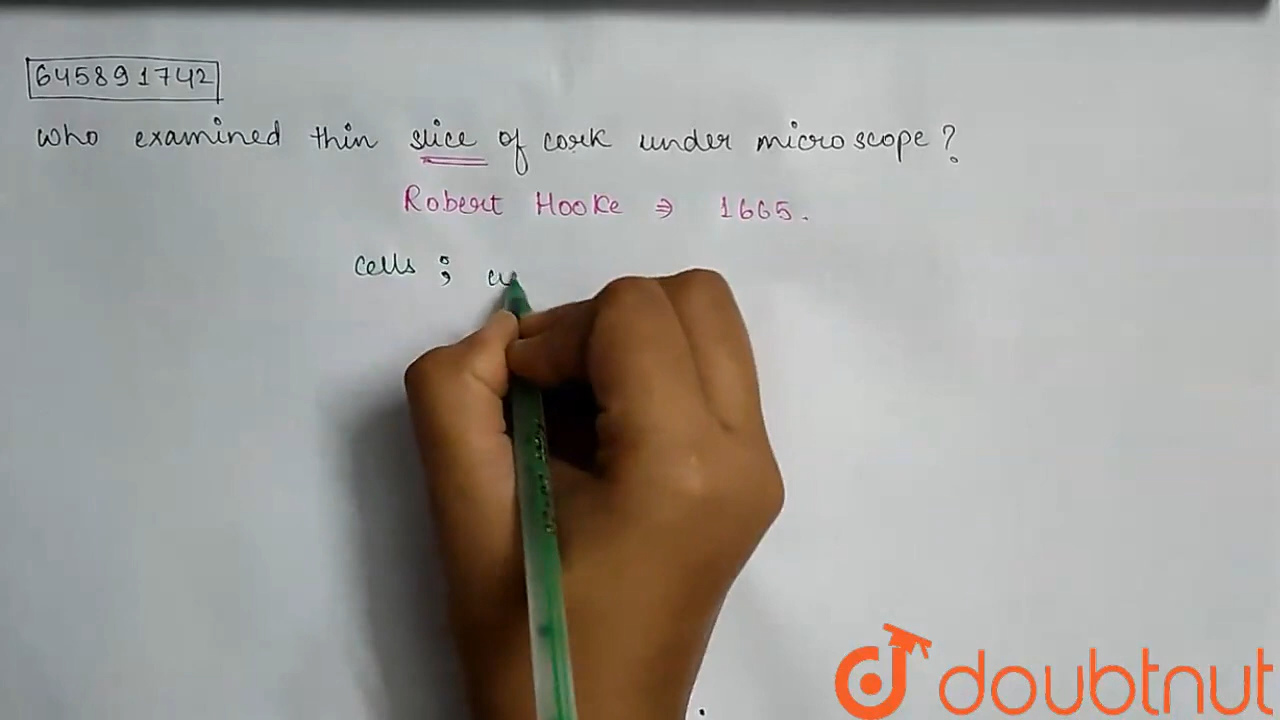 645891742
who examined thin slice of cork under microscope?
Robert Hooke ⇒ 1665.
cells ;
doubtnut